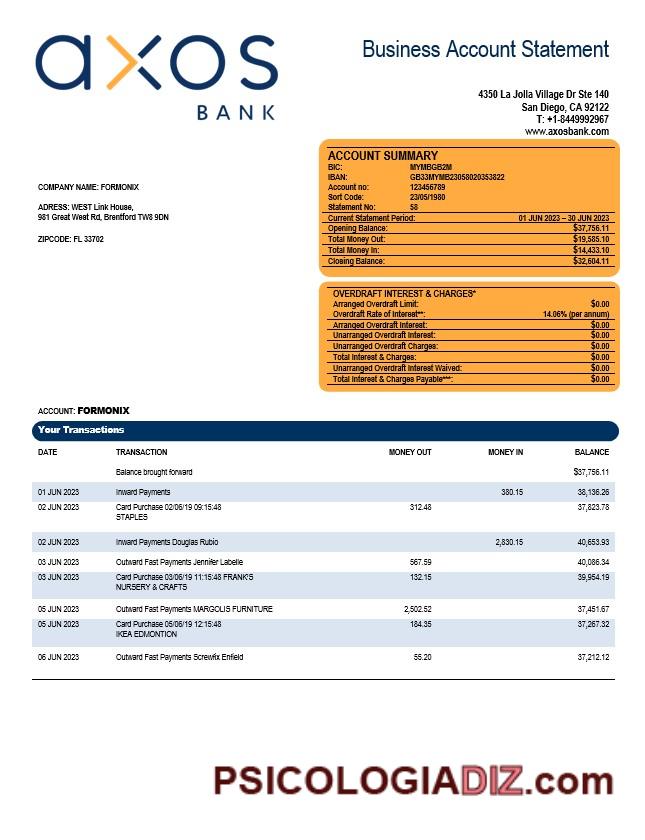 axos
BANK
Business Account Statement
4350 La Jolla Village Dr Ste 140
San Diego, CA 92122
T: +1-8449992967
www.axosbank.com
COMPANY NAME: FORMONIX
ADRESS: WEST Link House,
981 Great West Rd, Brentford TW8 9DN
ZIPCODE: FL 33702
ACCOUNT SUMMARY
BIC: MYMBGB2M
IBAN: GB33MYMB23058020353822
Account no: 123456789
Sort Code: 23/05/1980
Statement No: 58
Current Statement Period: 01 JUN 2023 – 30 JUN 2023
Opening Balance: $37,756.11
Total Money Out: $19,585.10
Total Money In: $14,433.10
Closing Balance: $32,604.11
OVERDRAFT INTEREST & CHARGES*
Arranged Overdraft Limit: $0.00
Overdraft Rate of Interest**: 14.06% (per annum)
Arranged Overdraft Interest: $0.00
Unarranged Overdraft Interest: $0.00
Unarranged Overdraft Charges: $0.00
Total Interest & Charges: $0.00
Unarranged Overdraft Interest Waived: $0.00
Total Interest & Charges Payable***: $0.00
ACCOUNT: FORMONIX
Your Transactions
DATE TRANSACTION MONEY OUT MONEY IN BALANCE
Balance brought forward $37,756.11
01 JUN 2023 Inward Payments 380.15 38,136.26
02 JUN 2023 Card Purchase 02/06/19 09:15:48 312.48 37,823.78
STAPLES
02 JUN 2023 Inward Payments Douglas Rubio 2,830.15 40,653.93
03 JUN 2023 Outward Fast Payments Jennifer Labelle 567.59 40,086.34
03 JUN 2023 Card Purchase 03/06/19 11:15:48 FRANK'S 132.15 39,954.19
NURSERY & CRAFTS
05 JUN 2023 Outward Fast Payments MARGOLIS FURNITURE 2,502.52 37,451.67
05 JUN 2023 Card Purchase 05/06/19 12:15:48 184.35 37,267.32
IKEA EDMONTION
06 JUN 2023 Outward Fast Payments Screwfix Enfield 55.20 37,212.12
PSICOLOGIADIZ.com